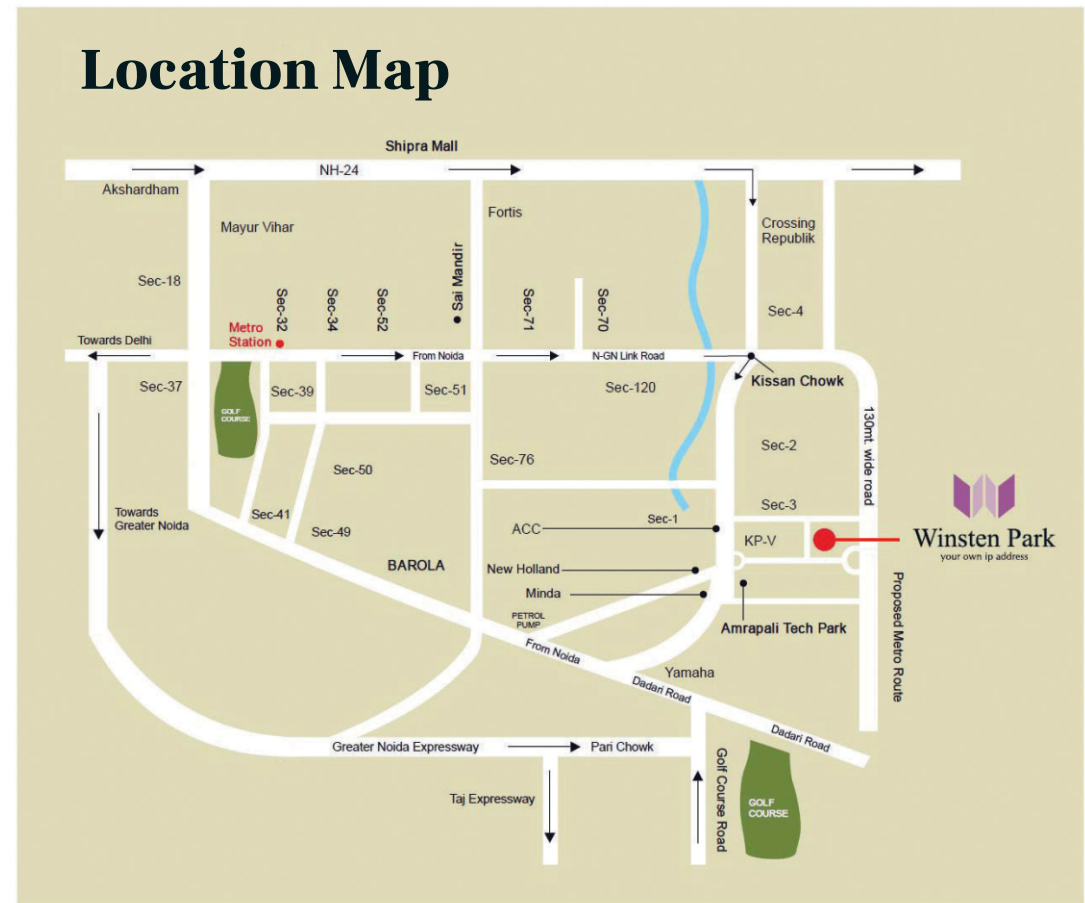 Location Map
Shipra Mall
NH-24
Akshardham
Mayur Vihar
Fortis
Crossing
Republik
Sec-18
Sai Mandir
Sec-32
Sec-34
Sec-52
Sec-71
Sec-70
Sec-4
Metro
Station
Towards Delhi
From Noida
N-GN Link Road
Kissan Chowk
Sec-37
Sec-39
Sec-51
Sec-120
GOLF
COURSE
130mt. wide road
Sec-2
Sec-76
Sec-50
Sec-3
Towards
Greater Noida
Sec-41
Sec-49
Sec-1
ACC
KP-V
Winsten Park
your own ip address
BAROLA
New Holland
Minda
PETROL
PUMP
Amrapali Tech Park
Proposed Metro Route
From Noida
Yamaha
Dadari Road
Dadari Road
Greater Noida Expressway
Pari Chowk
Golf Course Road
Taj Expressway
GOLF
COURSE